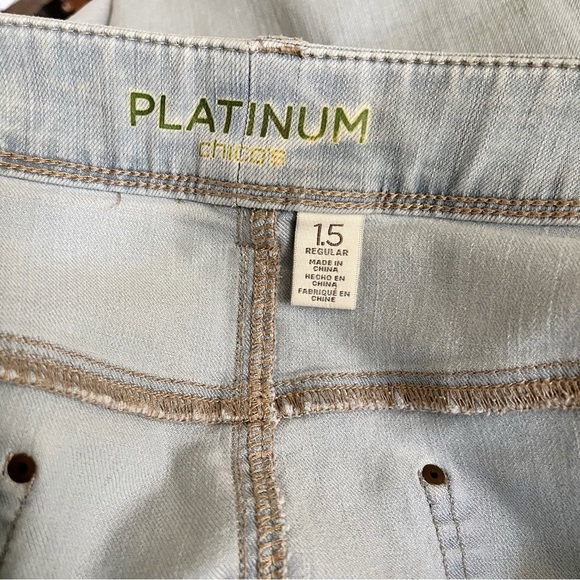 PLATINUM
chico's
1.5
REGULAR
MADE IN
CHINA
HECHO EN
CHINA
FABRIQUÉ EN
CHINE